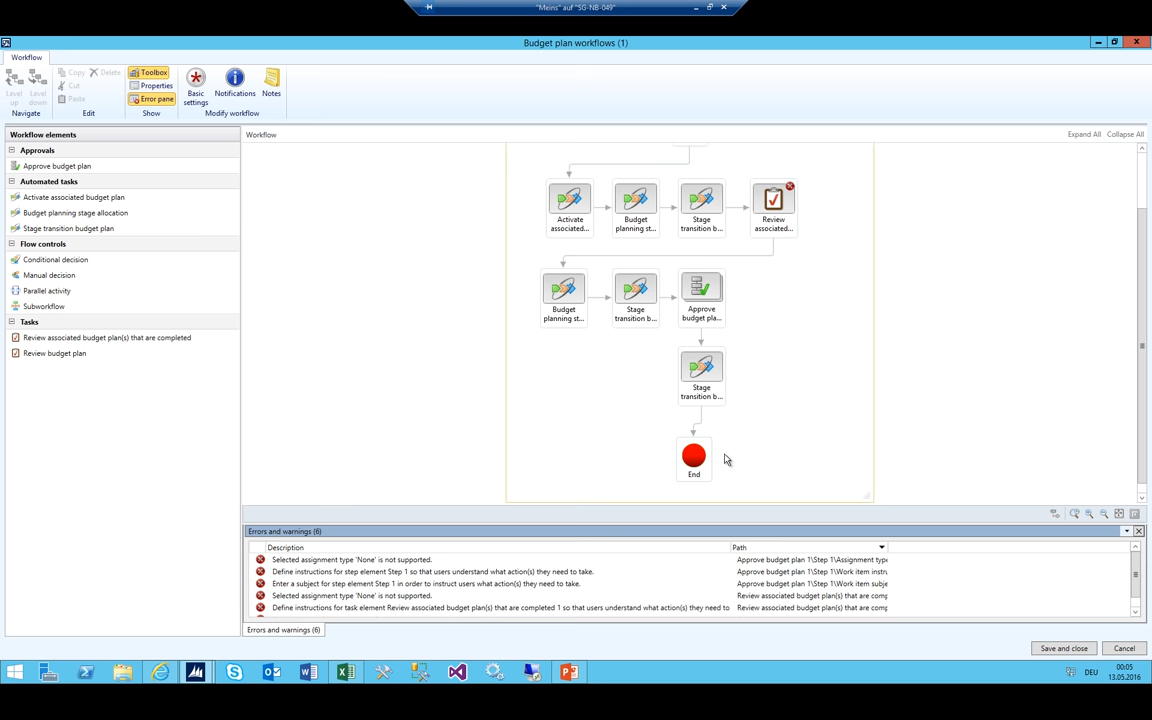 "Meins" auf "SG-NB-049"
Budget plan workflows (1)
Workflow
Level up
Level down
Navigate
Copy
Delete
Cut
Paste
Edit
Toolbox
Properties
Error pane
Show
Basic settings
Notifications
Notes
Modify workflow
Workflow elements
Approvals
Approve budget plan
Automated tasks
Activate associated budget plan
Budget planning stage allocation
Stage transition budget plan
Flow controls
Conditional decision
Manual decision
Parallel activity
Subworkflow
Tasks
Review associated budget plan(s) that are completed
Review budget plan
Workflow
Expand All
Collapse All
Activate
associated...
Budget
planning st...
Stage
transition b...
Review
associated...
Budget
planning st...
Stage
transition b...
Approve
budget pla...
Stage
transition b...
End
Errors and warnings (6)
Description
Path
Selected assignment type 'None' is not supported.
Approve budget plan 1\Step 1\Assignment type
Define instructions for step element Step 1 so that users understand what action(s) they need to take.
Approve budget plan 1\Step 1\Work item instru
Enter a subject for step element Step 1 in order to instruct users what action(s) they need to take.
Approve budget plan 1\Step 1\Work item subje
Selected assignment type 'None' is not supported.
Review associated budget plan(s) that are comp
Define instructions for task element Review associated budget plan(s) that are completed 1 so that users understand what action(s) they need to
Review associated budget plan(s) that are comp
Errors and warnings (6)
Save and close
Cancel
DEU
00:05
13.05.2016